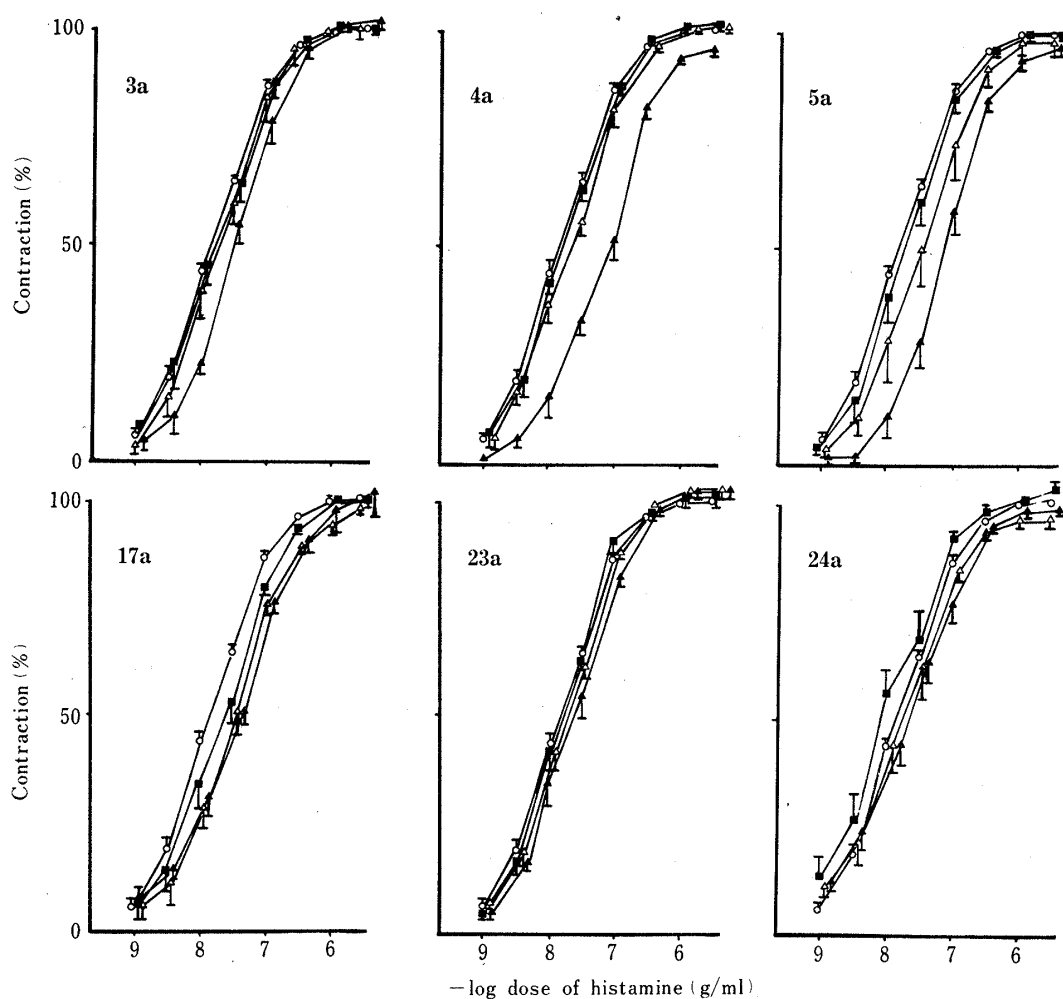 100
50
0
Contraction (%)
3a
4a
5a
100
50
0
Contraction (%)
17a
23a
24a
9 8 7 6
9 8 7 6
9 8 7 6
−log dose of histamine (g/ml)